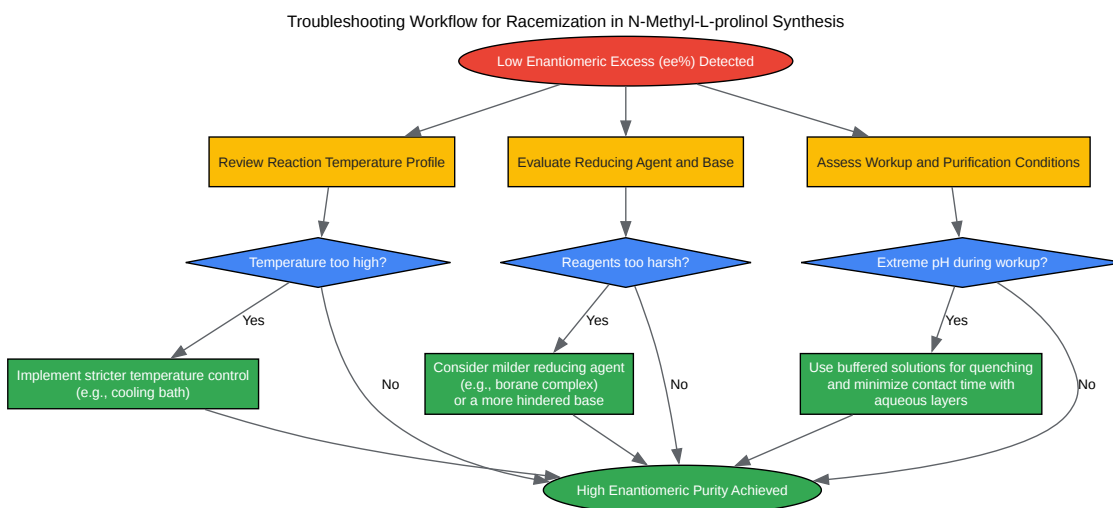 Troubleshooting Workflow for Racemization in N-Methyl-L-prolinol Synthesis
Low Enantiomeric Excess (ee%) Detected
Review Reaction Temperature Profile
Evaluate Reducing Agent and Base
Assess Workup and Purification Conditions
Temperature too high?
Reagents too harsh?
Extreme pH during workup?
Yes
Yes
Yes
Implement stricter temperature control
(e.g., cooling bath)
No
Consider milder reducing agent
(e.g., borane complex)
or a more hindered base
No
Use buffered solutions for quenching
and minimize contact time with
aqueous layers
No
High Enantiomeric Purity Achieved